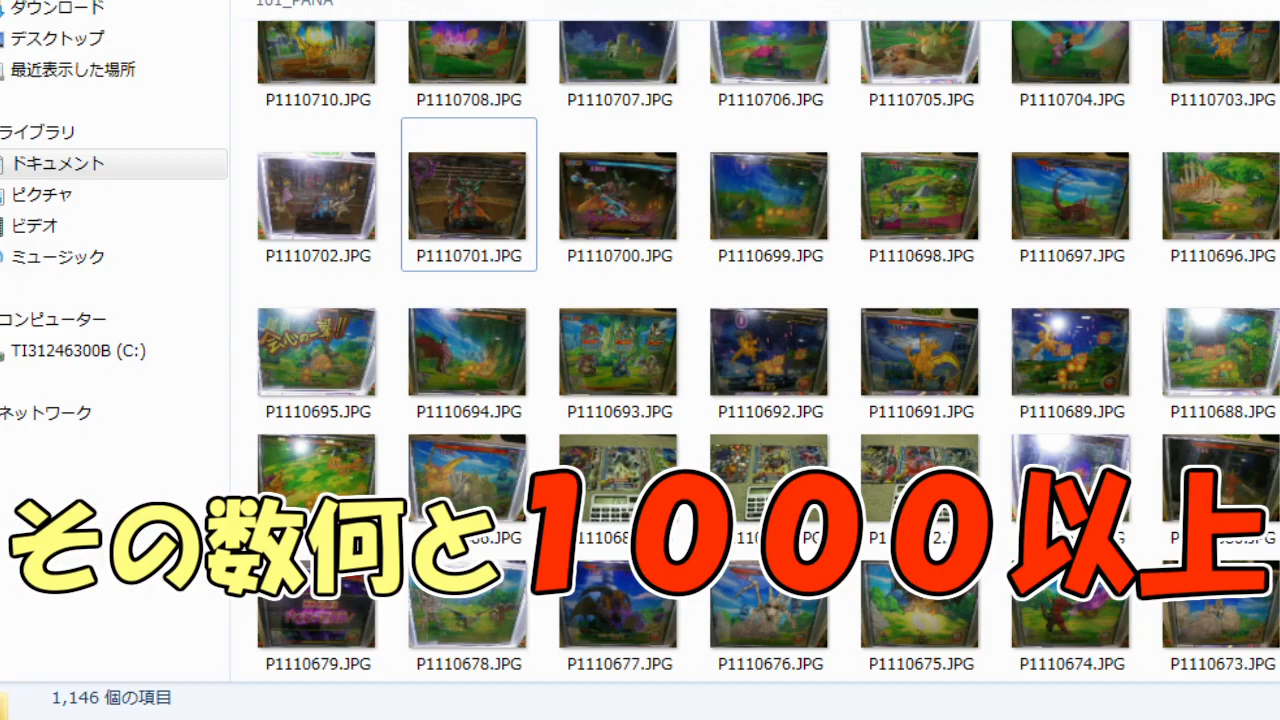 101_PANA
ダウンロード
デスクトップ
最近表示した場所
ライブラリ
ドキュメント
ピクチャ
ビデオ
ミュージック
コンピューター
TI31246300B (C:)
ネットワーク
P1110710.JPG P1110708.JPG P1110707.JPG P1110706.JPG P1110705.JPG P1110704.JPG P1110703.JPG
P1110702.JPG P1110701.JPG P1110700.JPG P1110699.JPG P1110698.JPG P1110697.JPG P1110696.JPG
会心の一撃!!
P1110695.JPG P1110694.JPG P1110693.JPG P1110692.JPG P1110691.JPG P1110689.JPG P1110688.JPG
その数何と1000以上
P1110679.JPG P1110678.JPG P1110677.JPG P1110676.JPG P1110675.JPG P1110674.JPG P1110673.JPG
1,146 個の項目